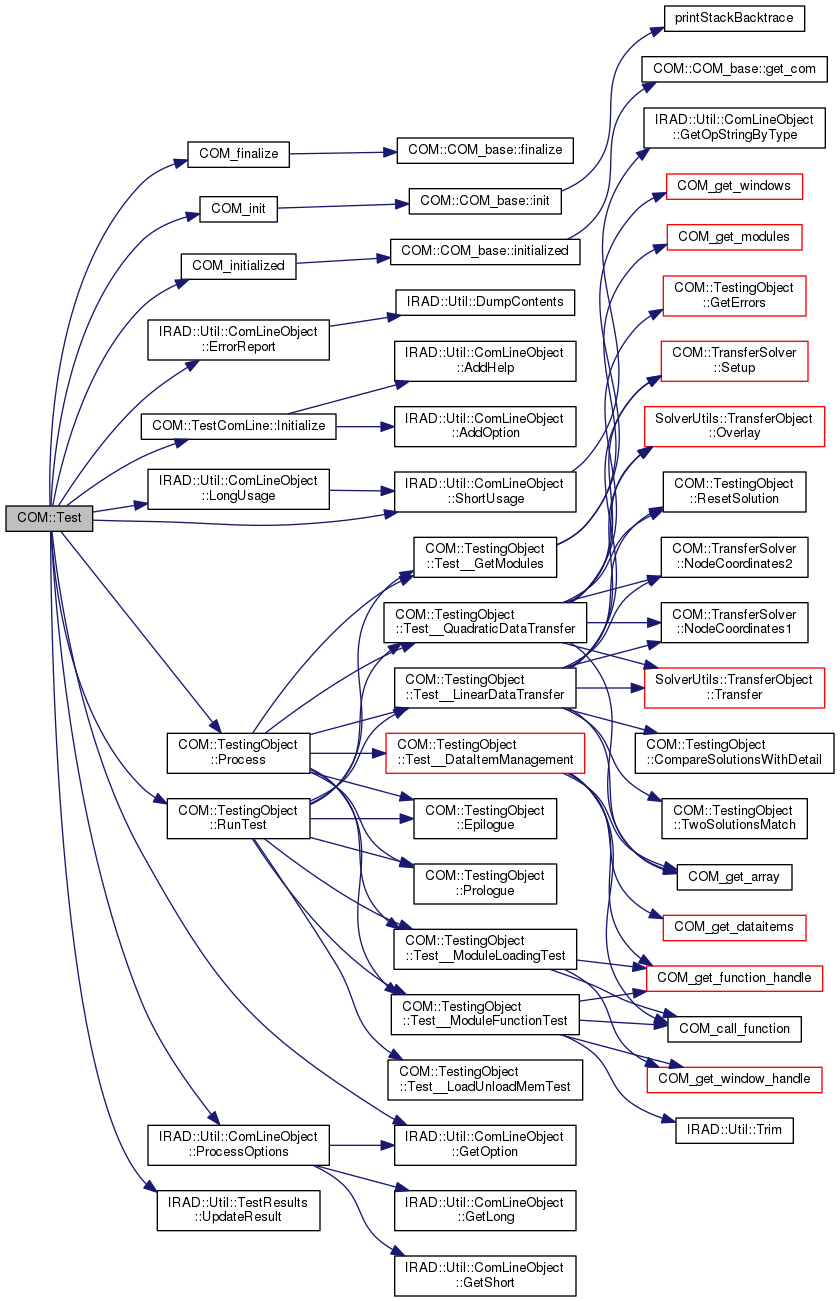 printStackBacktrace
COM::COM_base::get_com
IRAD::Util::ComLineObject
::GetOpStringByType
COM_finalize
COM::COM_base::finalize
COM_get_windows
COM_init
COM::COM_base::init
COM_get_modules
COM_initialized
COM::COM_base::initialized
COM::TestingObject
::GetErrors
IRAD::Util::DumpContents
IRAD::Util::ComLineObject
::ErrorReport
IRAD::Util::ComLineObject
::AddHelp
COM::TransferSolver
::Setup
COM::TestComLine::Initialize
IRAD::Util::ComLineObject
::AddOption
SolverUtils::TransferObject
::Overlay
IRAD::Util::ComLineObject
::LongUsage
IRAD::Util::ComLineObject
::ShortUsage
COM::TestingObject
::ResetSolution
COM::Test
COM::TestingObject
::Test__GetModules
COM::TransferSolver
::NodeCoordinates2
COM::TestingObject
::Test__QuadraticDataTransfer
COM::TransferSolver
::NodeCoordinates1
COM::TestingObject
::Test__LinearDataTransfer
SolverUtils::TransferObject
::Transfer
COM::TestingObject
::Process
COM::TestingObject
::Test__DataItemManagement
COM::TestingObject
::CompareSolutionsWithDetail
COM::TestingObject
::RunTest
COM::TestingObject
::Epilogue
COM::TestingObject
::TwoSolutionsMatch
COM::TestingObject
::Prologue
COM_get_array
COM::TestingObject
::Test__ModuleLoadingTest
COM_get_dataitems
COM_get_function_handle
COM::TestingObject
::Test__ModuleFunctionTest
COM_call_function
COM::TestingObject
::Test__LoadUnloadMemTest
COM_get_window_handle
IRAD::Util::ComLineObject
::ProcessOptions
IRAD::Util::ComLineObject
::GetOption
IRAD::Util::Trim
IRAD::Util::TestResults
::UpdateResult
IRAD::Util::ComLineObject
::GetLong
IRAD::Util::ComLineObject
::GetShort